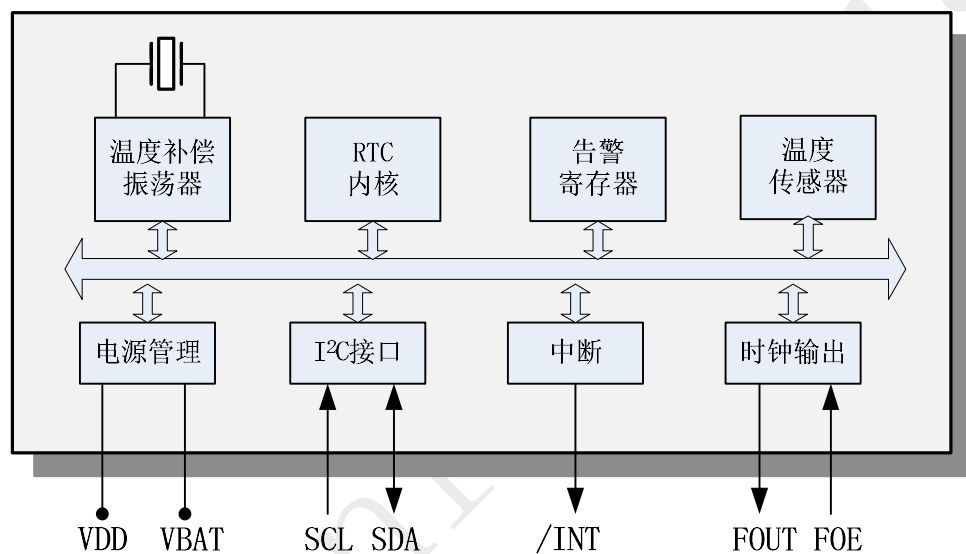 温度补偿
振荡器
RTC
内核
告警
寄存器
温度
传感器
电源管理
I²C接口
中断
时钟输出
VDD VBAT SCL SDA /INT FOUT FOE